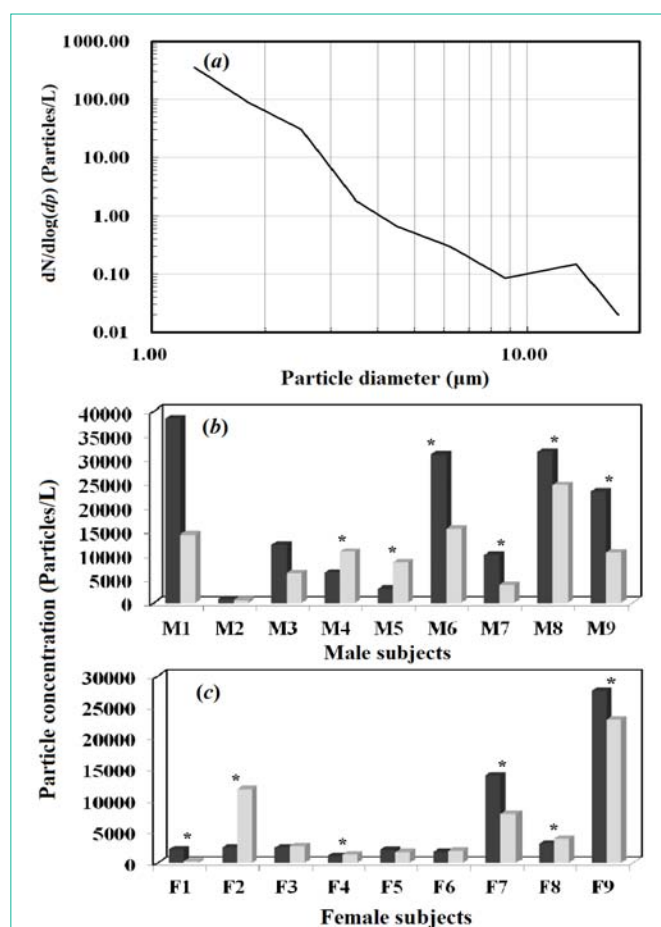 (a)
dN/dlog(dp) (Particles/L)
1000.00
100.00
10.00
1.00
0.10
0.01
1.00 10.00
Particle diameter (µm)
Particle concentration (Particles/L)
(b)
40000
35000
30000
25000
20000
15000
10000
5000
0
* * * * * *
M1 M2 M3 M4 M5 M6 M7 M8 M9
Male subjects
(c)
30000
25000
20000
15000
10000
5000
0
* * * * * *
F1 F2 F3 F4 F5 F6 F7 F8 F9
Female subjects